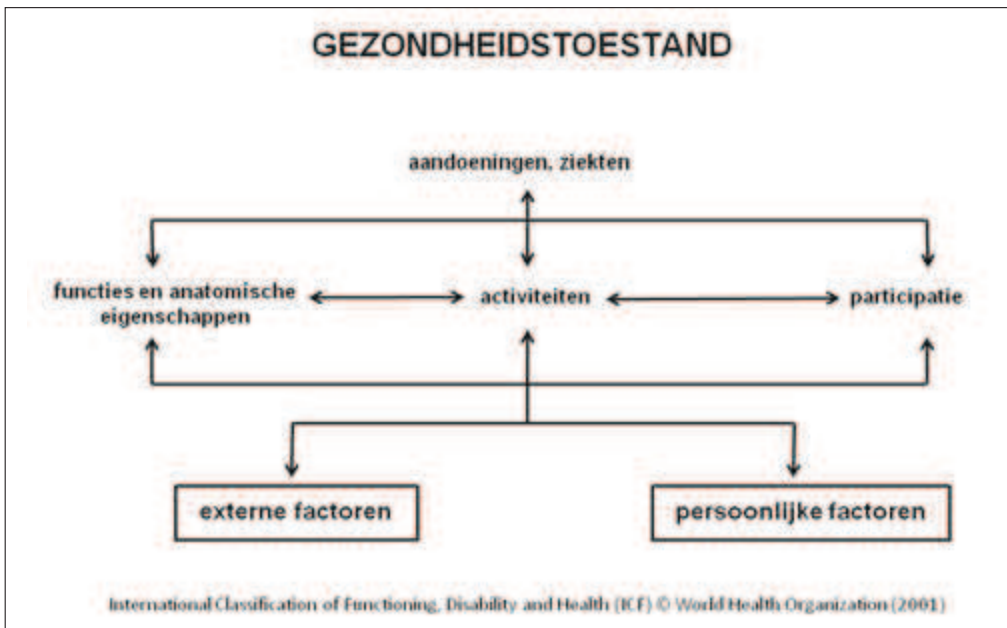 GEZONDHEIDSTOESTAND
aandoeningen, ziekten
functies en anatomische
eigenschappen
activiteiten
participatie
externe factoren
persoonlijke factoren
International Classification of Functioning, Disability and Health (ICF) © World Health Organization (2001)